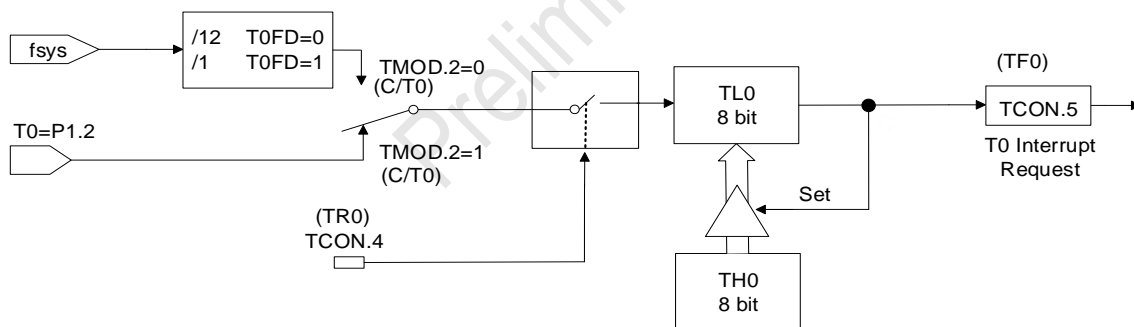 Prelimi
fsys
/12 T0FD=0
/1 T0FD=1
TMOD.2=0
(C/T0)
T0=P1.2
TMOD.2=1
(C/T0)
(TR0)
TCON.4
TL0
8 bit
Set
TH0
8 bit
(TF0)
TCON.5
T0 Interrupt
Request